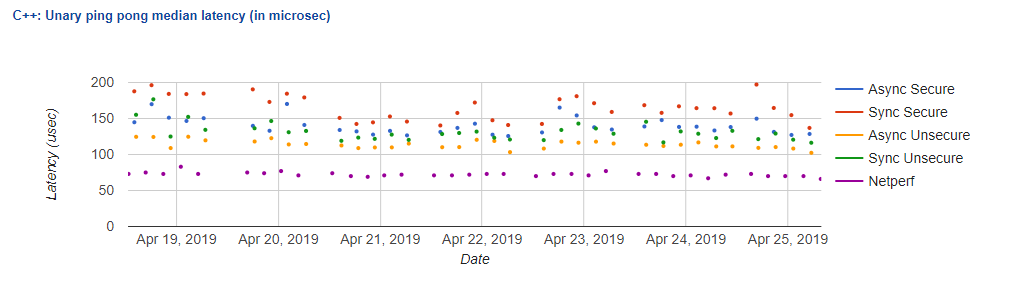 C++: Unary ping pong median latency (in microsec)
200
150
100
50
0
Latency (usec)
Apr 19, 2019 Apr 20, 2019 Apr 21, 2019 Apr 22, 2019 Apr 23, 2019 Apr 24, 2019 Apr 25, 2019
Date
Async Secure
Sync Secure
Async Unsecure
Sync Unsecure
Netperf